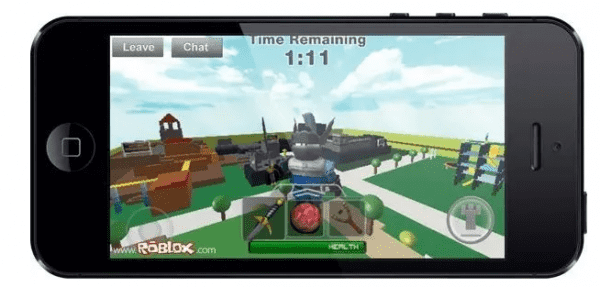 Leave
Chat
Time Remaining
1:11
HEALTH
www.ROBLOX.com